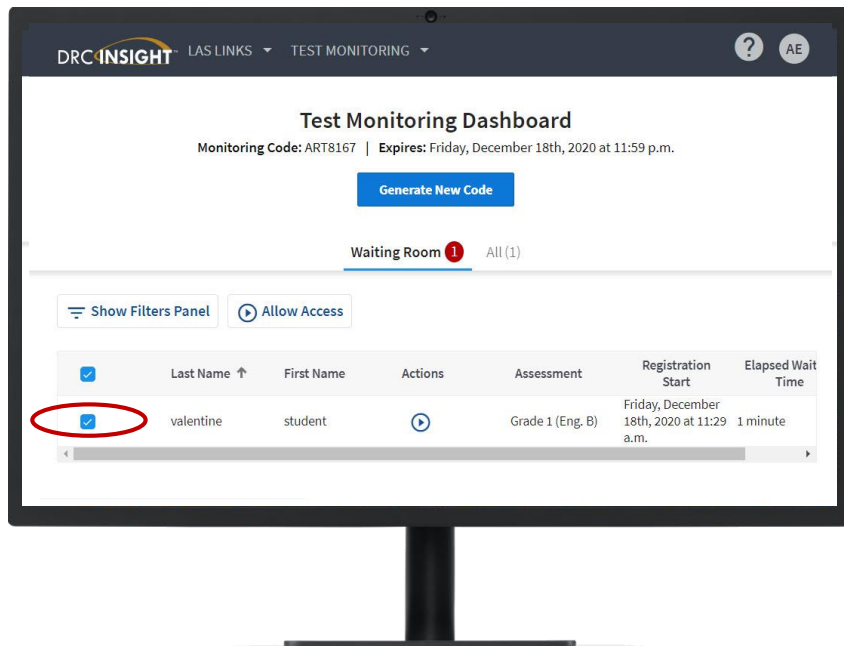 DRC INSIGHT™ LAS LINKS TEST MONITORING ? AE
Test Monitoring Dashboard
Monitoring Code: ART8167 | Expires: Friday, December 18th, 2020 at 11:59 p.m.
Generate New Code
Waiting Room 1 All (1)
Show Filters Panel Allow Access
Last Name ↑ First Name Actions Assessment Registration Start Elapsed Wait Time
valentine student Grade 1 (Eng. B) Friday, December
18th, 2020 at 11:29 1 minute
a.m.